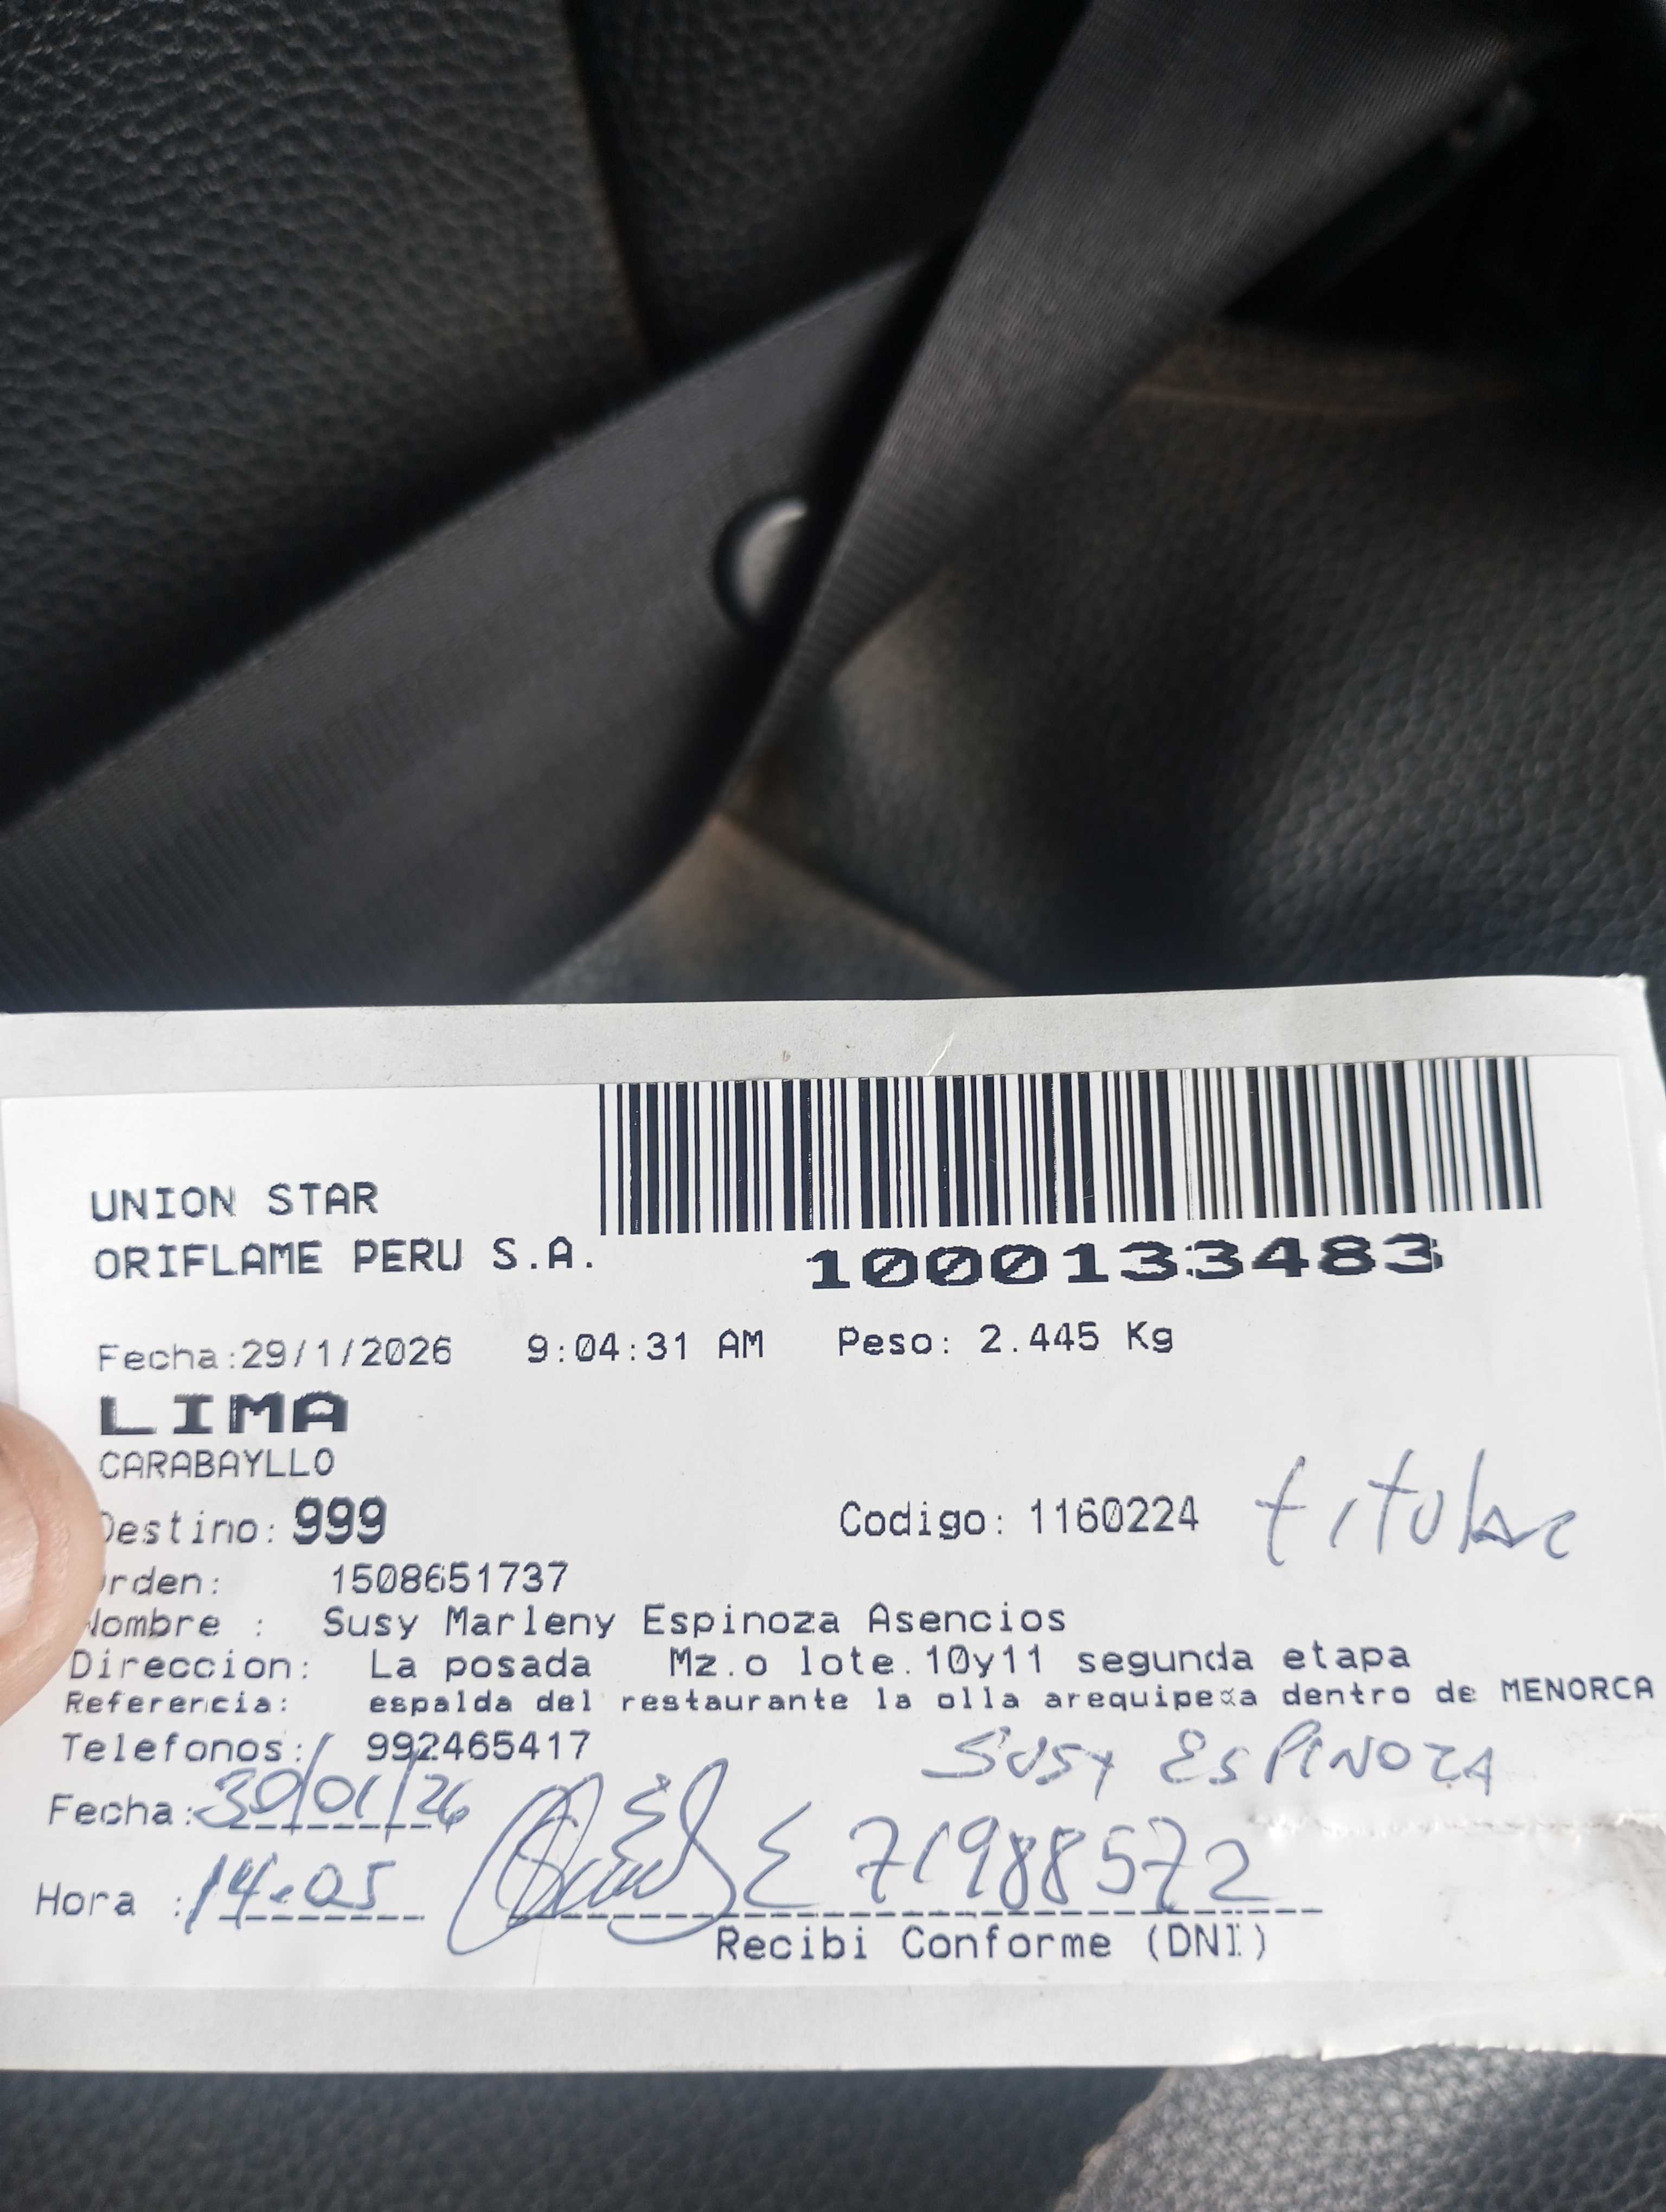 UNION STAR
ORIFLAME PERU S.A.
1000133483
Fecha:29/1/2026 9:04:31 AM Peso: 2.445 Kg
LIMA
CARABAYLLO
Destino: 999 Codigo: 1160224 titular
rden: 1508651737
Nombre : Susy Marleny Espinoza Asencios
Direccion: La posada Mz.o lote.10y11 segunda etapa
Referencia: espalda del restaurante la olla arequipexa dentro de MENORCA
Telefonos: 992465417
SUSY ESPINOZA
Fecha: 30/01/26
71988572
Hora : 14:05
Recibi Conforme (DNI)